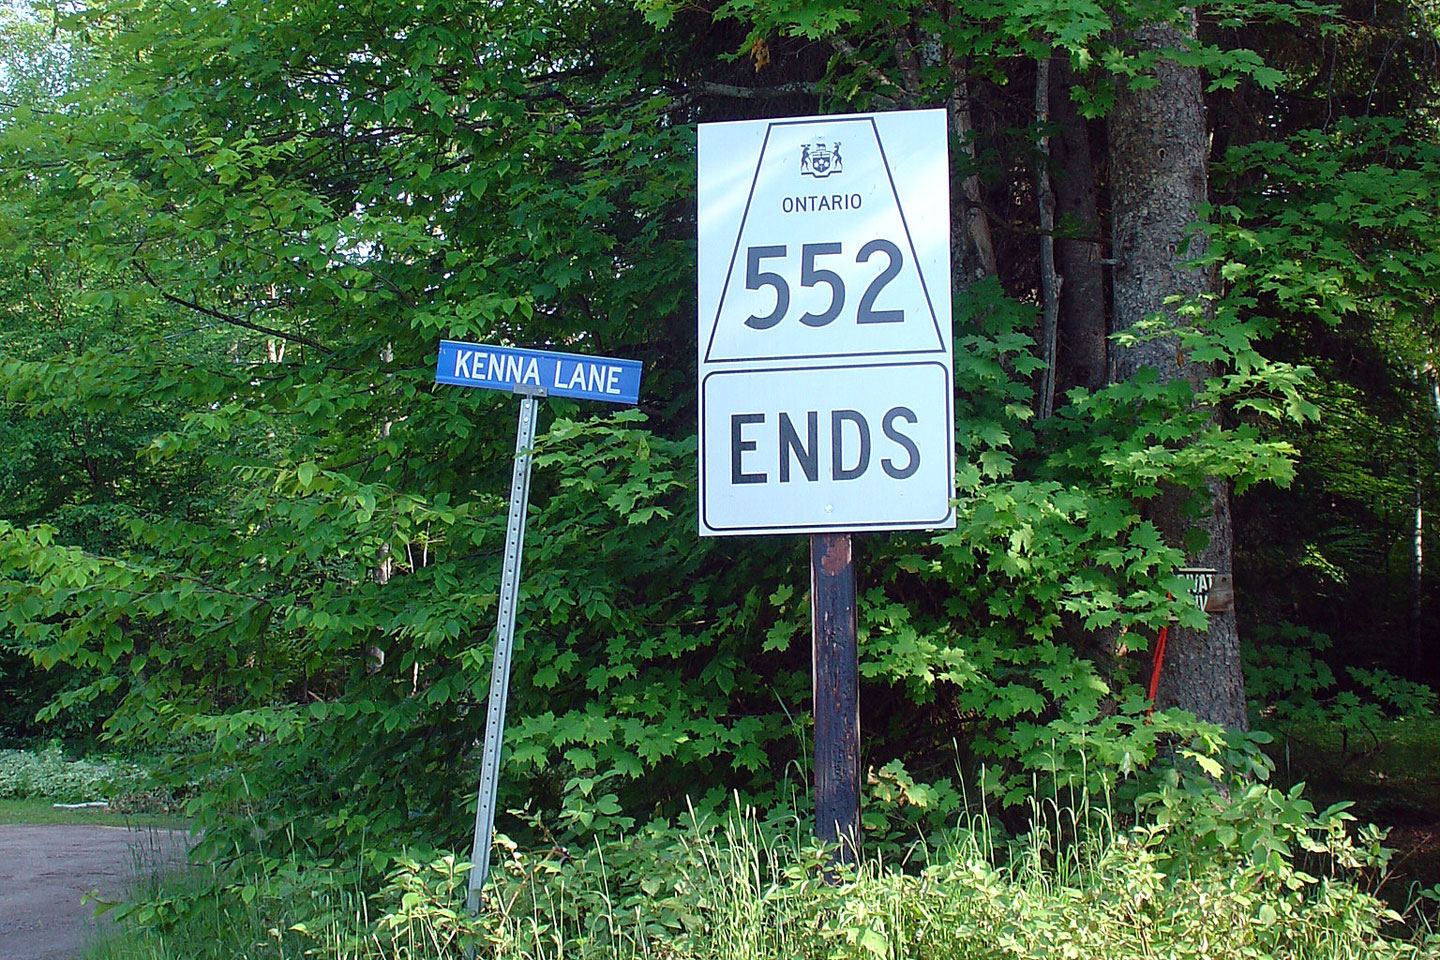 KENNA LANE
ONTARIO
552
ENDS